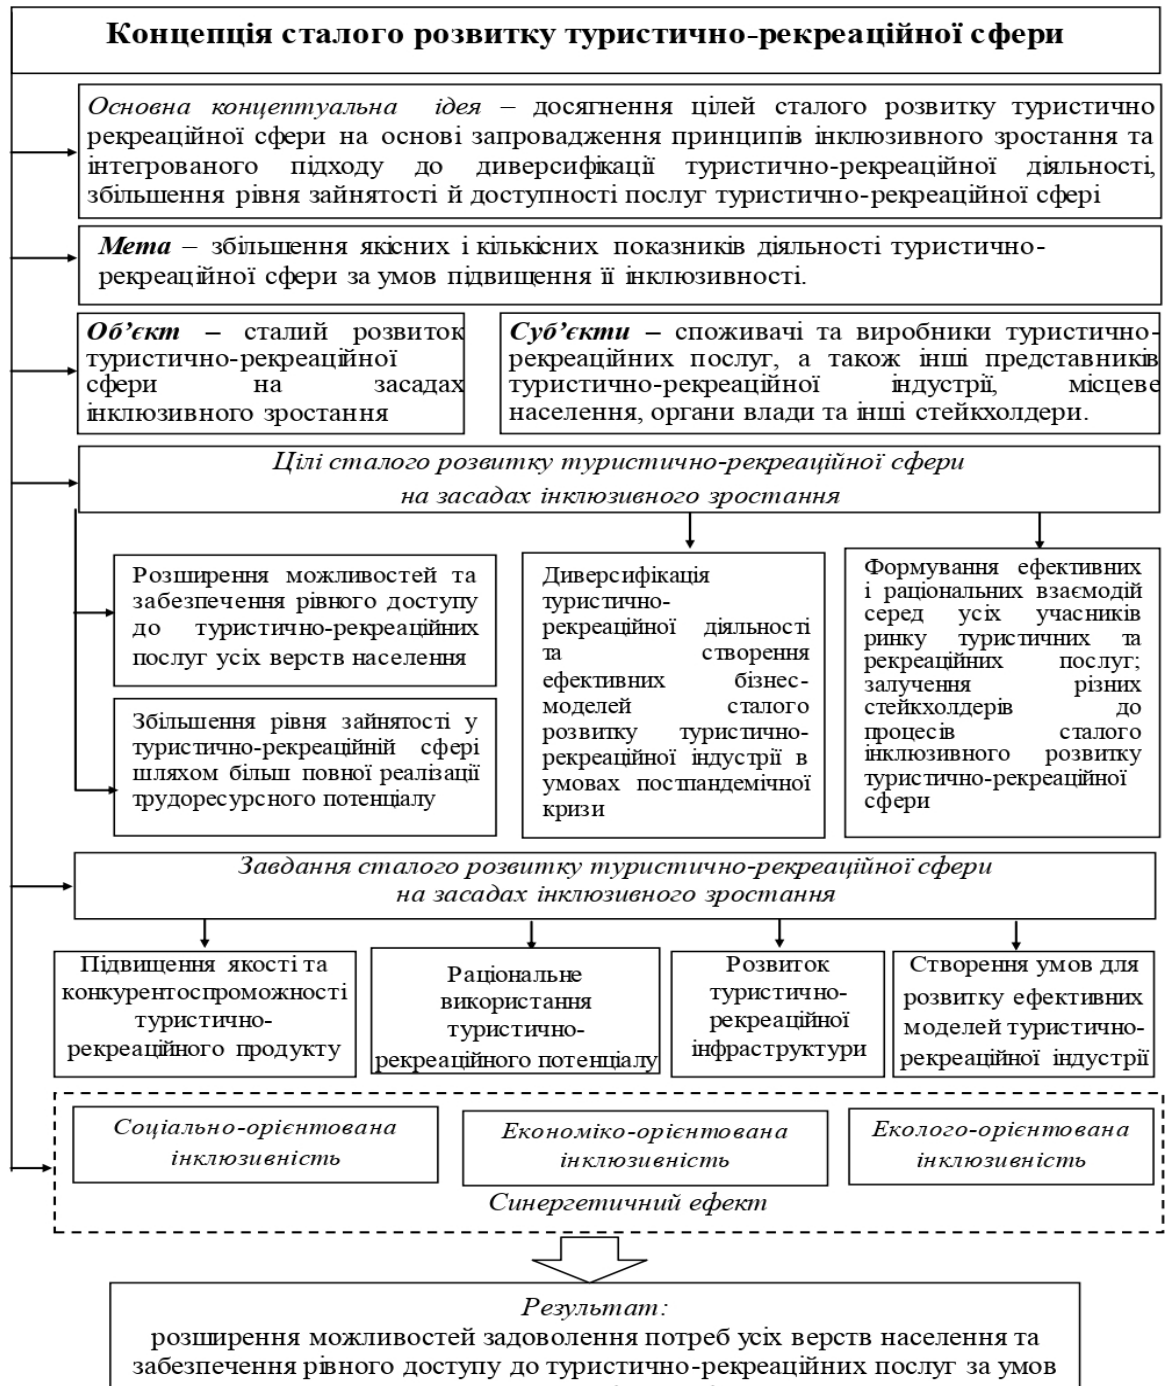 Концепція сталого розвитку туристично-рекреаційної сфери
Основна концептуальна ідея – досягнення цілей сталого розвитку туристично
рекреаційної сфери на основі запровадження принципів інклюзивного зростання та
інтегрованого підходу до диверсифікації туристично-рекреаційної діяльності,
збільшення рівня зайнятості й доступності послуг туристично-рекреаційної сфері
Мета – збільшення якісних і кількісних показників діяльності туристично-
рекреаційної сфери за умов підвищення її інклюзивності.
Об’єкт – сталий розвиток
туристично-рекреаційної
сфери на засадах
інклюзивного зростання
Суб’єкти – споживачі та виробники туристично-
рекреаційних послуг, а також інші представників
туристично-рекреаційної індустрії, місцеве
населення, органи влади та інші стейкхолдери.
Цілі сталого розвитку туристично-рекреаційної сфери
на засадах інклюзивного зростання
Розширення можливостей та
забезпечення рівного доступу
до туристично-рекреаційних
послуг усіх верств населення
Збільшення рівня зайнятості у
туристично-рекреаційній сфері
шляхом більш повної реалізації
трудоресурсного потенціалу
Диверсифікація
туристично-
рекреаційної діяльності
та створення
ефективних бізнес-
моделей сталого
розвитку туристично-
рекреаційної індустрії в
умовах постпандемічної
кризи
Формування ефективних
і раціональних взаємодій
серед усіх учасників
ринку туристичних та
рекреаційних послуг;
залучення різних
стейкхолдерів до
процесів сталого
інклюзивного розвитку
туристично-рекреаційної
сфери
Завдання сталого розвитку туристично-рекреаційної сфери
на засадах інклюзивного зростання
Підвищення якості та
конкурентоспроможності
туристично-
рекреаційного продукту
Раціональне
використання
туристично-
рекреаційного потенціалу
Розвиток
туристично-
рекреаційної
інфраструктури
Створення умов для
розвитку ефективних
моделей туристично-
рекреаційної індустрії
Соціально-орієнтована
інклюзивність
Економіко-орієнтована
інклюзивність
Еколого-орієнтована
інклюзивність
Синергетичний ефект
Результат:
розширення можливостей задоволення потреб усіх верств населення та
забезпечення рівного доступу до туристично-рекреаційних послуг за умов